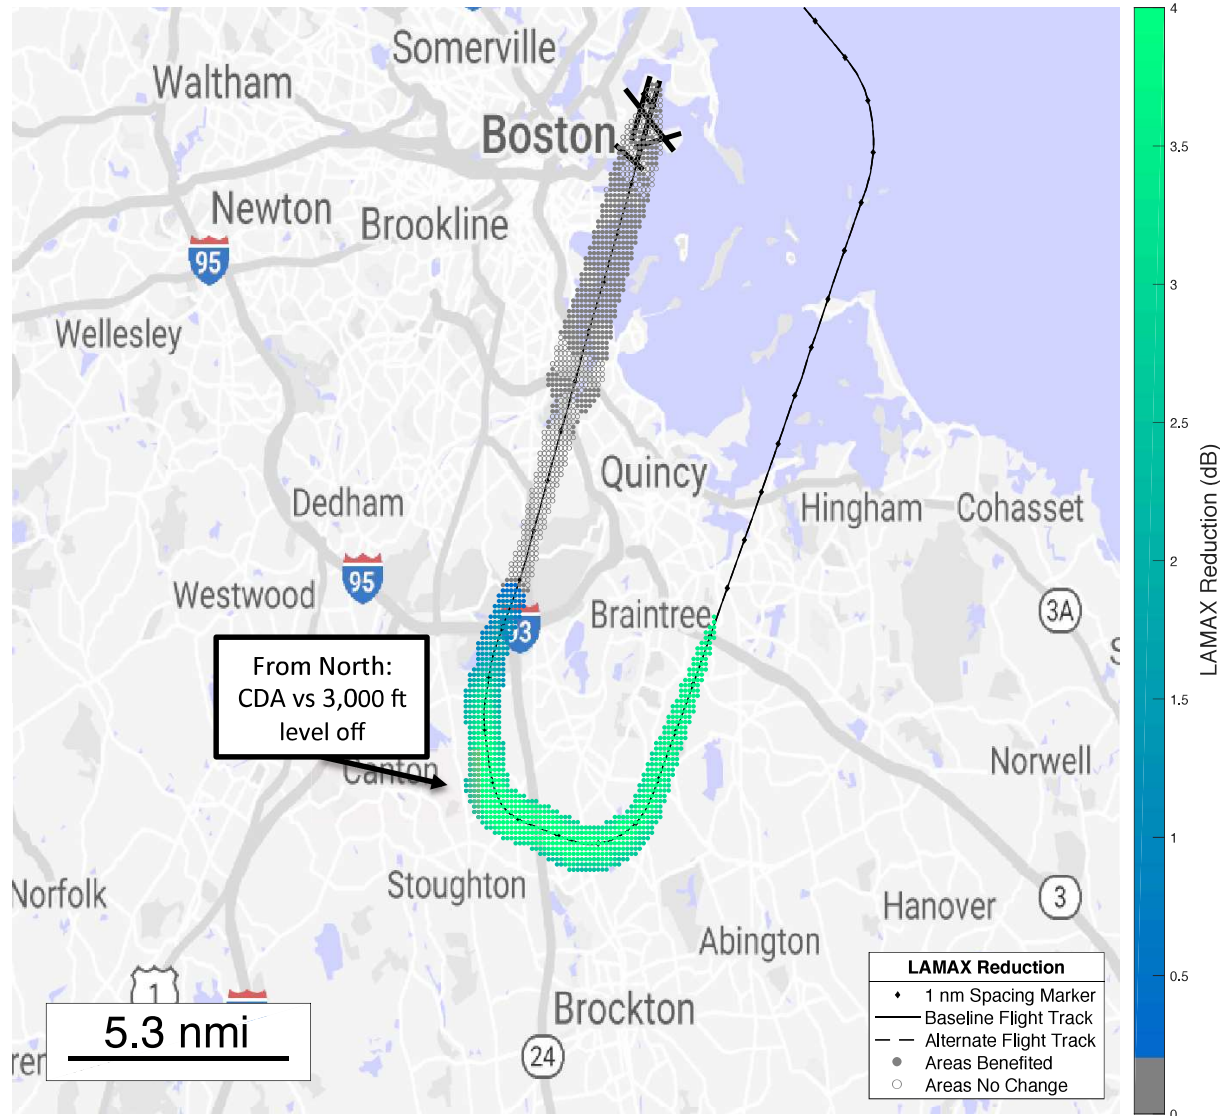 Somerville
Waltham
Boston
Newton
Brookline
95
Wellesley
Quincy
Dedham
Hingham
Cohasset
95
Westwood
Braintree
93
3A
S
From North:
CDA vs 3,000 ft
level off
Canton
Norwell
Norfolk
Stoughton
Hanover
3
Abington
1
Brockton
24
ren
5.3 nmi
LAMAX Reduction
1 nm Spacing Marker
Baseline Flight Track
Alternate Flight Track
Areas Benefited
Areas No Change
4
3.5
3
2.5
2
1.5
1
0.5
0
LAMAX Reduction (dB)